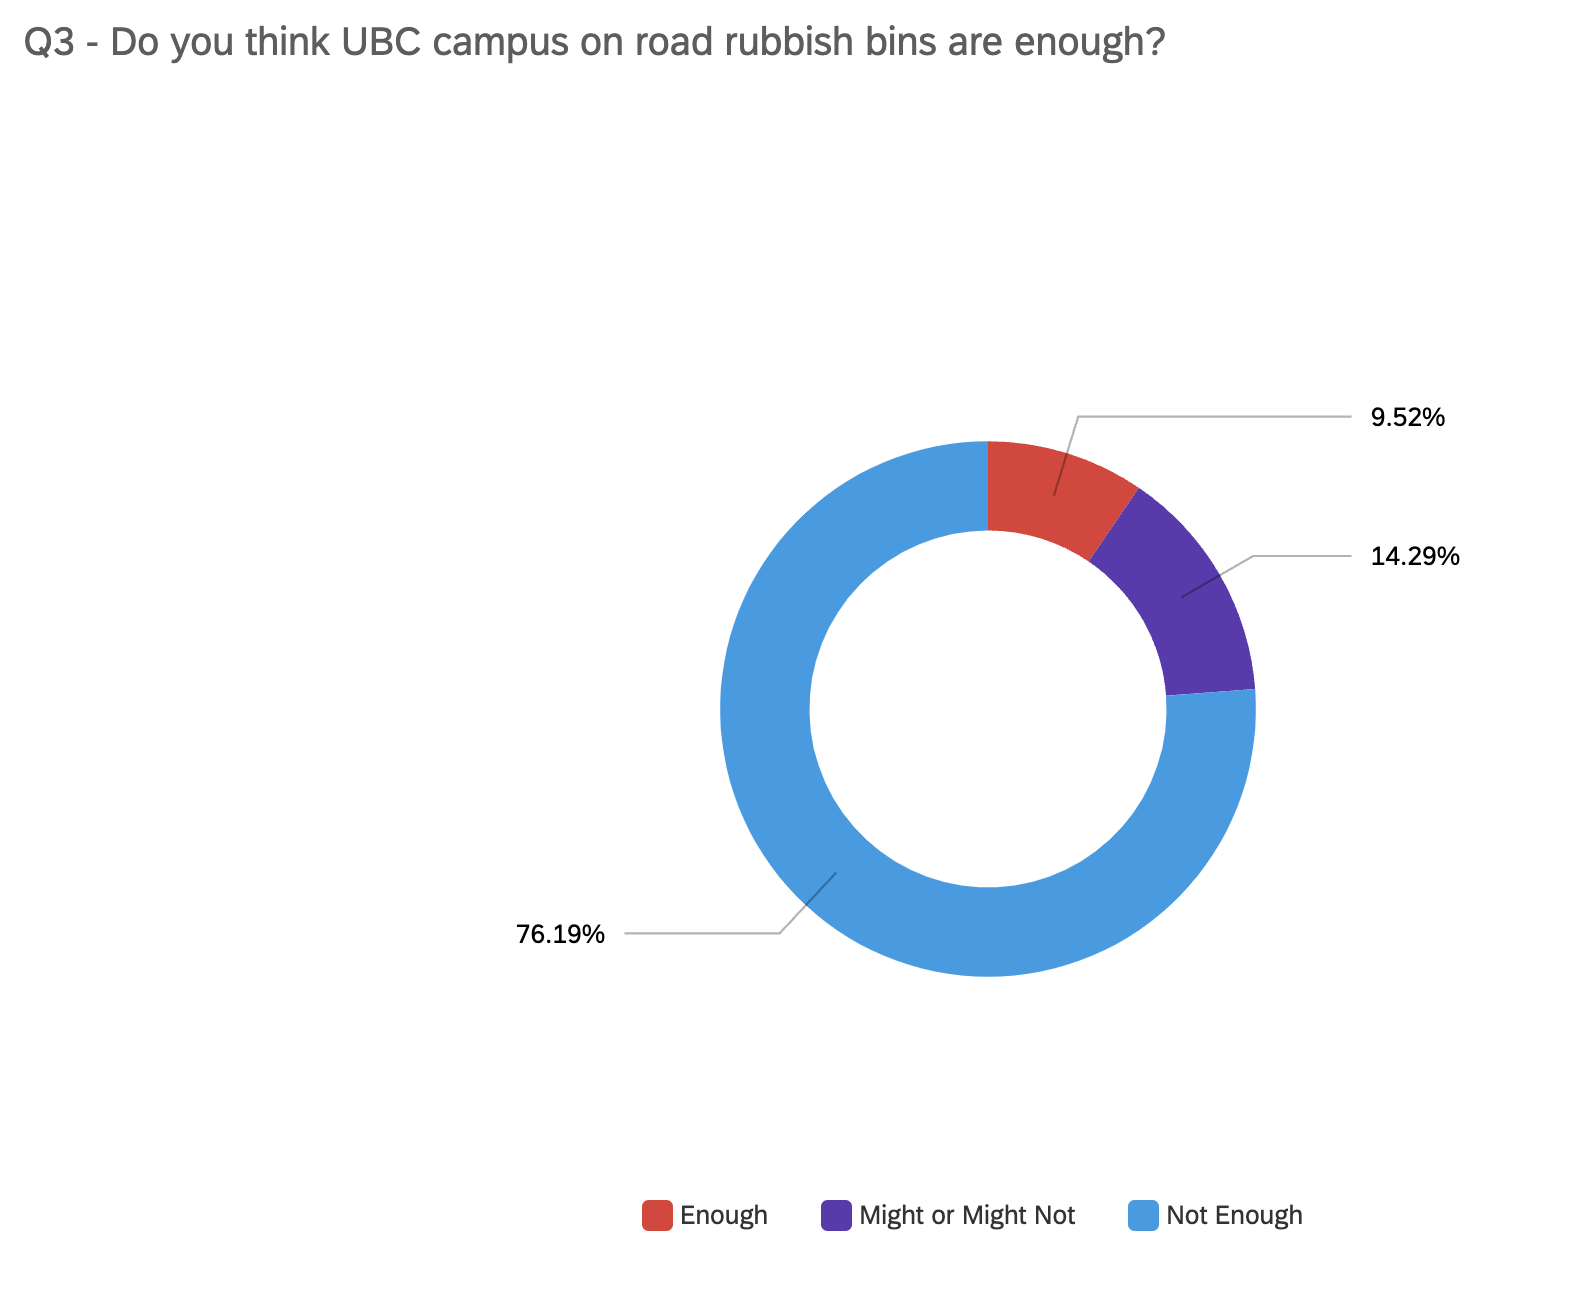 Q3 - Do you think UBC campus on road rubbish bins are enough?
9.52%
14.29%
76.19%
Enough Might or Might Not Not Enough